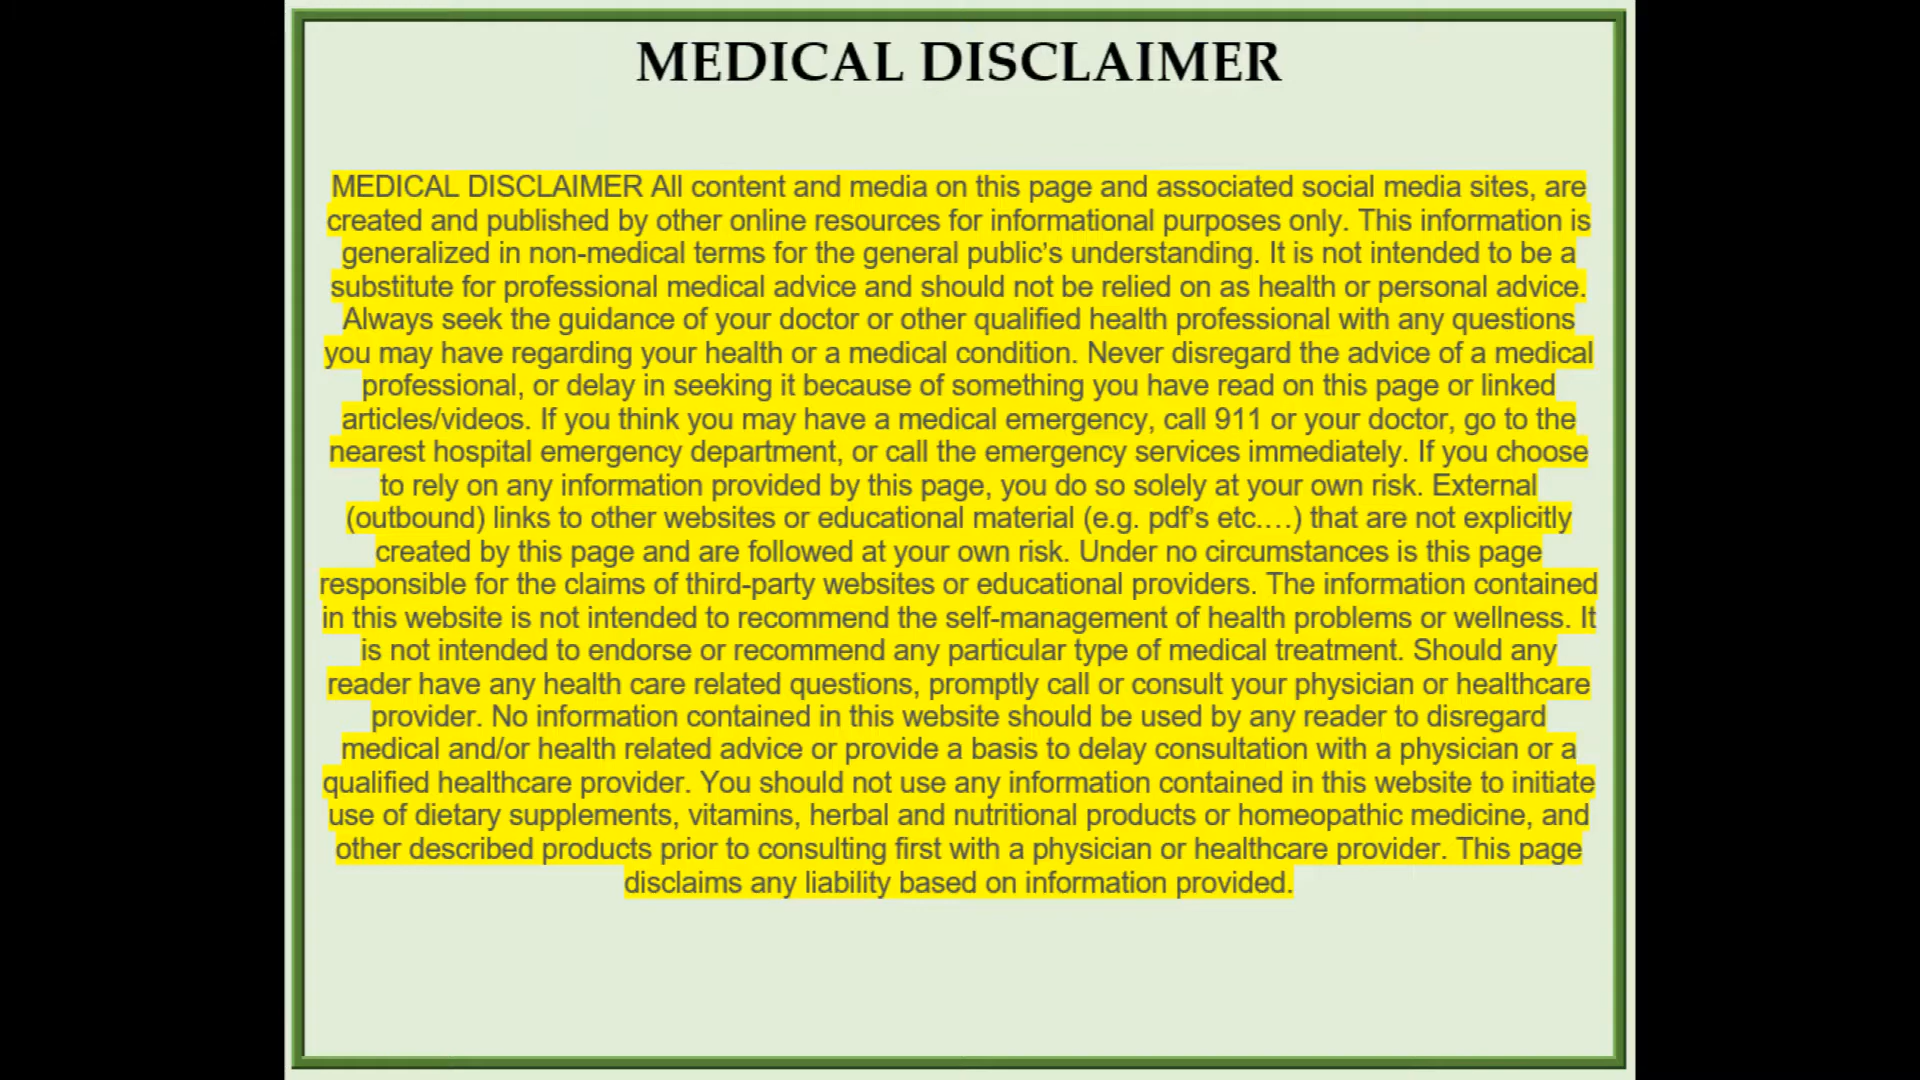 MEDICAL DISCLAIMER
MEDICAL DISCLAIMER All content and media on this page and associated social media sites, are
created and published by other online resources for informational purposes only. This information is
generalized in non-medical terms for the general public’s understanding. It is not intended to be a
substitute for professional medical advice and should not be relied on as health or personal advice.
Always seek the guidance of your doctor or other qualified health professional with any questions
you may have regarding your health or a medical condition. Never disregard the advice of a medical
professional, or delay in seeking it because of something you have read on this page or linked
articles/videos. If you think you may have a medical emergency, call 911 or your doctor, go to the
nearest hospital emergency department, or call the emergency services immediately. If you choose
to rely on any information provided by this page, you do so solely at your own risk. External
(outbound) links to other websites or educational material (e.g. pdf’s etc.…) that are not explicitly
created by this page and are followed at your own risk. Under no circumstances is this page
responsible for the claims of third-party websites or educational providers. The information contained
in this website is not intended to recommend the self-management of health problems or wellness. It
is not intended to endorse or recommend any particular type of medical treatment. Should any
reader have any health care related questions, promptly call or consult your physician or healthcare
provider. No information contained in this website should be used by any reader to disregard
medical and/or health related advice or provide a basis to delay consultation with a physician or a
qualified healthcare provider. You should not use any information contained in this website to initiate
use of dietary supplements, vitamins, herbal and nutritional products or homeopathic medicine, and
other described products prior to consulting first with a physician or healthcare provider. This page
disclaims any liability based on information provided.